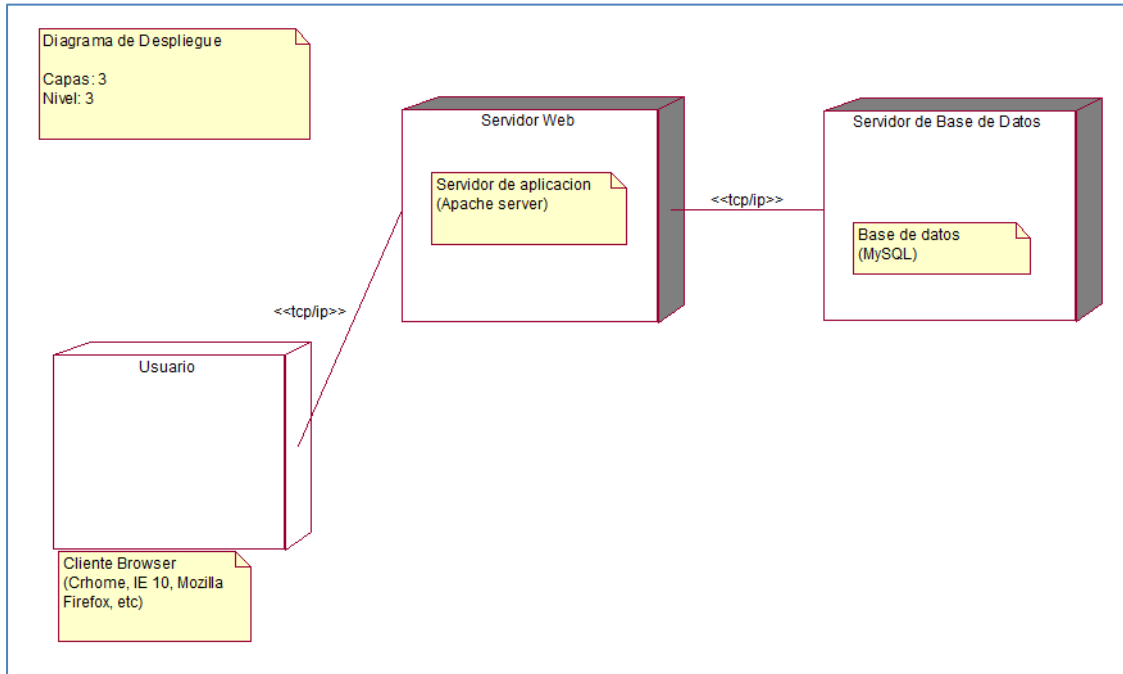 Diagrama de Despliegue
Capas: 3
Nivel: 3
Servidor Web
Servidor de aplicacion
(Apache server)
<<tcp/ip>>
Servidor de Base de Datos
Base de datos
(MySQL)
<<tcp/ip>>
Usuario
Cliente Browser
(Crhome, IE 10, Mozilla
Firefox, etc)